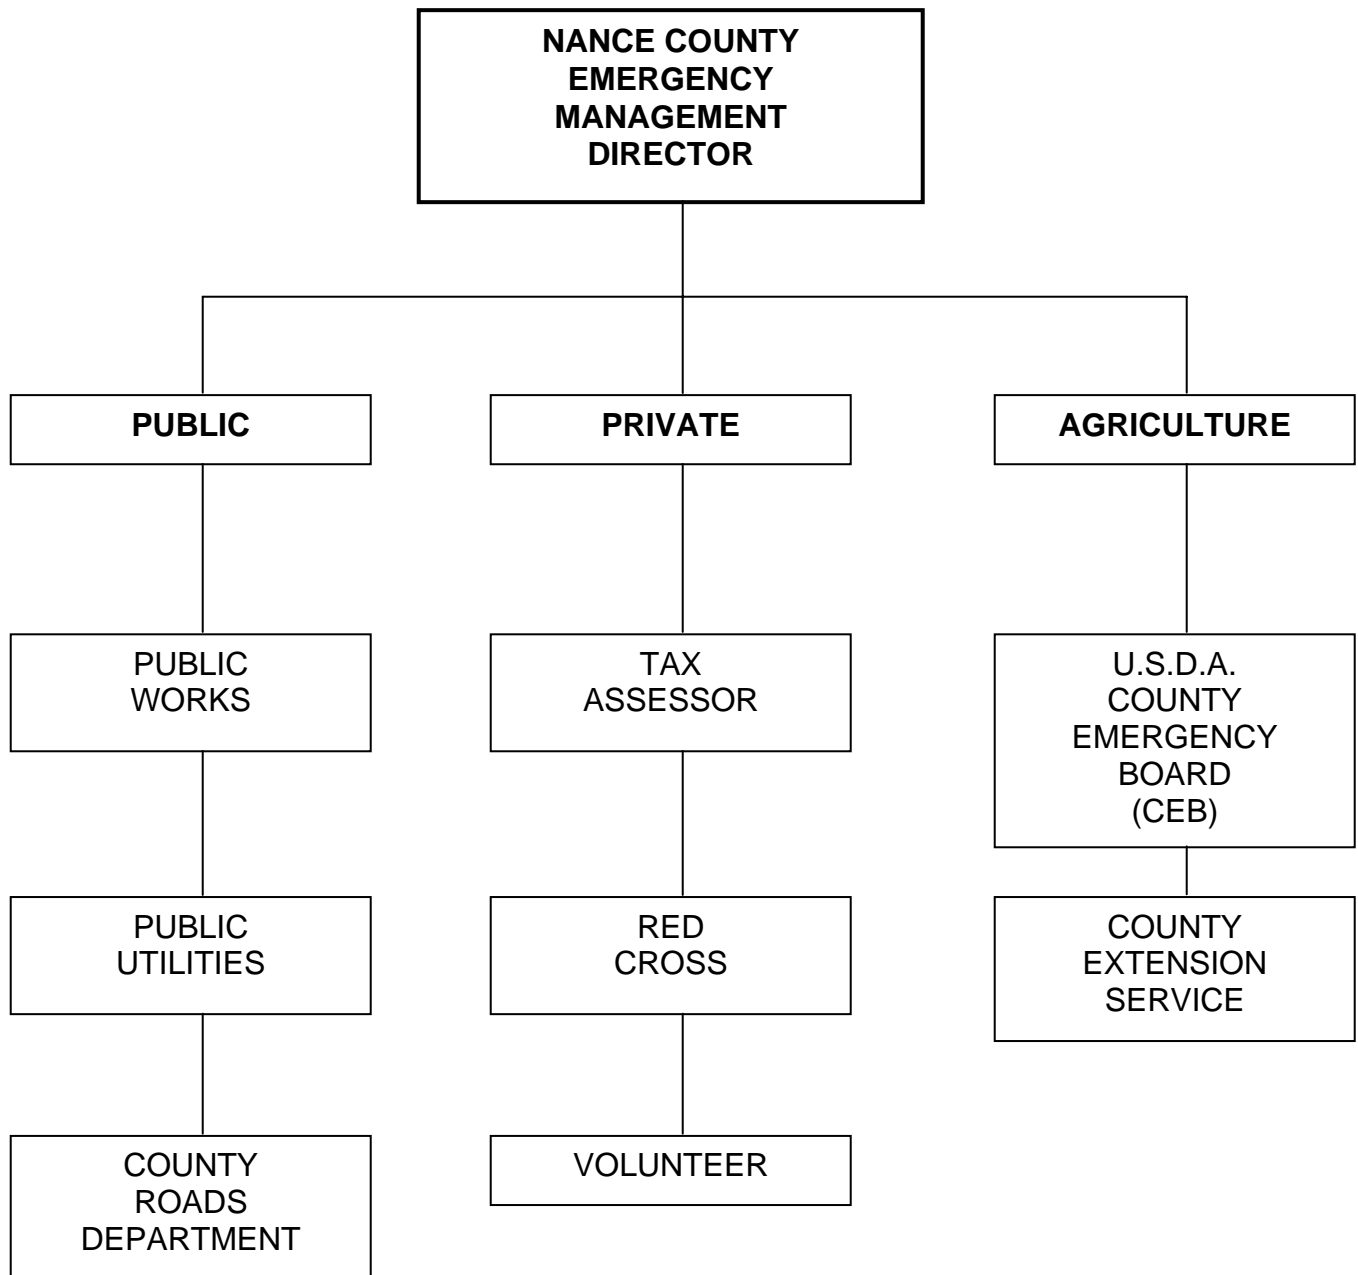 NANCE COUNTY
EMERGENCY
MANAGEMENT
DIRECTOR
PUBLIC
PRIVATE
AGRICULTURE
PUBLIC
WORKS
TAX
ASSESSOR
U.S.D.A.
COUNTY
EMERGENCY
BOARD
(CEB)
PUBLIC
UTILITIES
RED
CROSS
COUNTY
EXTENSION
SERVICE
COUNTY
ROADS
DEPARTMENT
VOLUNTEER